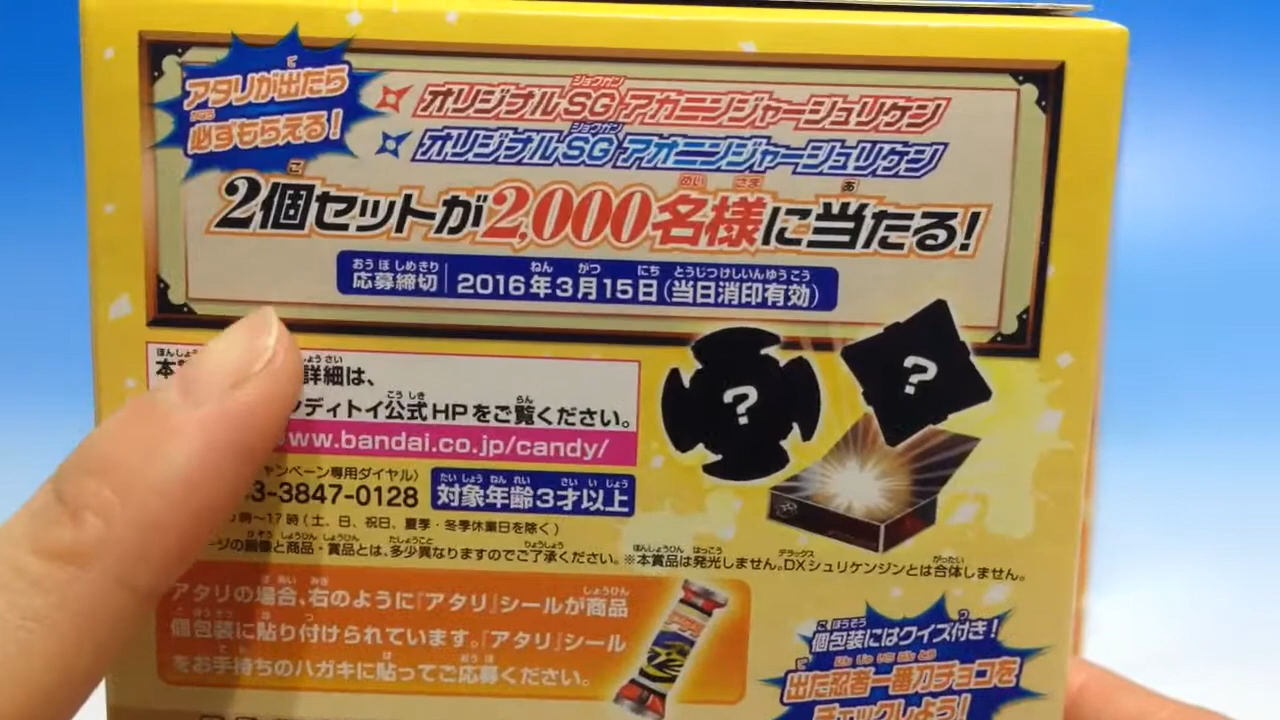 アタリが出たら
必ずもらえる!
オリジナルSG アカニンジャーシュリケン
オリジナルSG アオニンジャーシュリケン
2個セットが2,000名様に当たる!
応募締切 2016年3月15日(当日消印有効)
本
詳細は、
ディトイ公式HPをご覧ください。
ww.bandai.co.jp/candy/
ャンペーン専用ダイヤル〉
3-3847-0128
対象年齢3才以上
時〜17時(土、日、祝日、夏季・冬季休業日を除く)
ージの画像と商品・賞品とは、多少異なりますのでご了承ください。※本賞品は発光しません。DXシュリケンジンとは合体しません。
? ?
アタリの場合、右のように『アタリ』シールが商品
個包装に貼り付けられています。『アタリ』シール
をお手持ちのハガキに貼ってご応募ください。
アタリ
個包装にはクイズ付き!
出た忍者一番刀チョコを
チェックしよう!